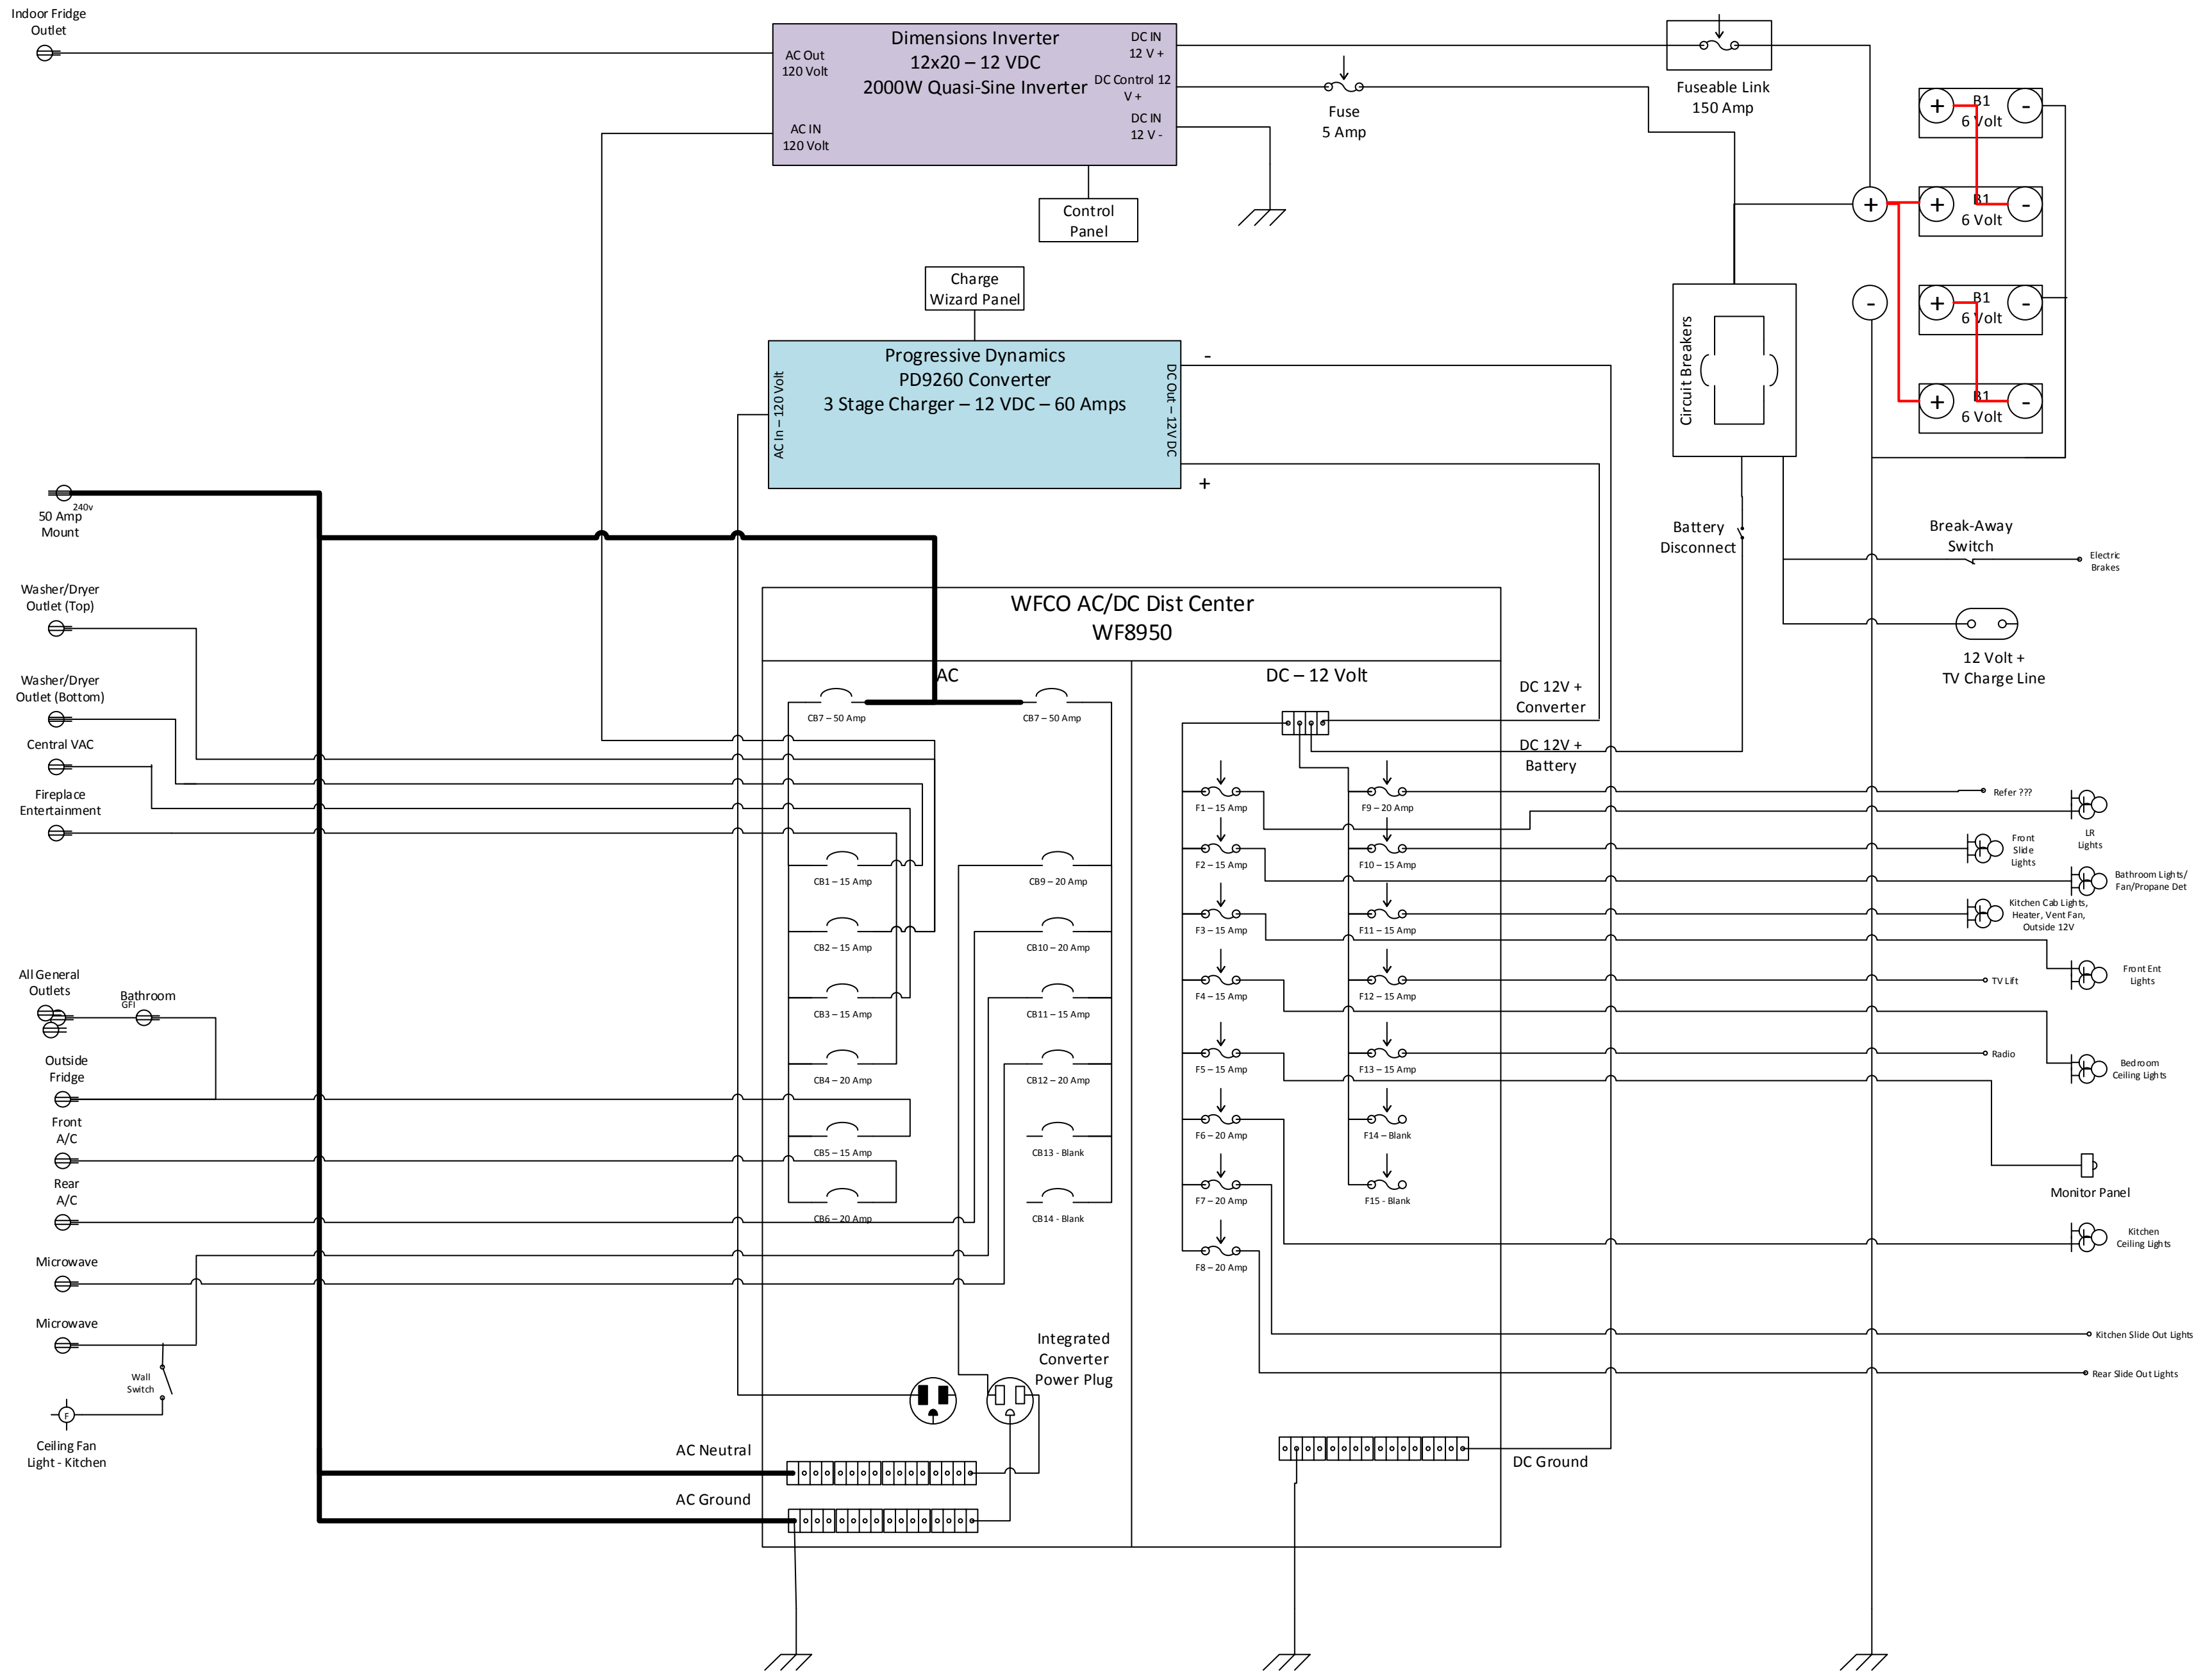 Indoor Fridge
Outlet
AC Out
120 Volt
AC IN
120 Volt
Dimensions Inverter
12x20 – 12 VDC
2000W Quasi-Sine Inverter
DC IN
12 V +
DC Control 12
V +
DC IN
12 V -
Control
Panel
Fuse
5 Amp
Fuseable Link
150 Amp
+
B1
6 Volt
-
+
+
B1
6 Volt
-
-
+
B1
6 Volt
-
+
B1
6 Volt
-
Charge
Wizard Panel
AC In – 120 Volt
Progressive Dynamics
PD9260 Converter
3 Stage Charger – 12 VDC – 60 Amps
DC Out – 12V DC
-
+
Circuit Breakers
Battery
Disconnect
Break-Away
Switch
Electric
Brakes
12 Volt +
TV Charge Line
240v
50 Amp
Mount
Washer/Dryer
Outlet (Top)
Washer/Dryer
Outlet (Bottom)
Central VAC
Fireplace
Entertainment
All General
Outlets
Bathroom
GFI
Outside
Fridge
Front
A/C
Rear
A/C
Microwave
Microwave
Wall
Switch
F
Ceiling Fan
Light - Kitchen
WFCO AC/DC Dist Center
WF8950
AC
CB7 – 50 Amp
CB7 – 50 Amp
CB1 – 15 Amp
CB9 – 20 Amp
CB2 – 15 Amp
CB10 – 20 Amp
CB3 – 15 Amp
CB11 – 15 Amp
CB4 – 20 Amp
CB12 – 20 Amp
CB5 – 15 Amp
CB13 - Blank
CB6 – 20 Amp
CB14 - Blank
Integrated
Converter
Power Plug
AC Neutral
AC Ground
DC – 12 Volt
DC 12V +
Converter
DC 12V +
Battery
F1 – 15 Amp
F9 – 20 Amp
F2 – 15 Amp
F10 – 15 Amp
F3 – 15 Amp
F11 – 15 Amp
F4 – 15 Amp
F12 – 15 Amp
F5 – 15 Amp
F13 – 15 Amp
F6 – 20 Amp
F14 – Blank
F7 – 20 Amp
F15 - Blank
F8 – 20 Amp
DC Ground
Refer ???
LR
Lights
Front
Slide
Lights
Bathroom Lights/
Fan/Propane Det
Kitchen Cab Lights,
Heater, Vent Fan,
Outside 12V
Front Ent
Lights
TV Lift
Radio
Bedroom
Ceiling Lights
Monitor Panel
Kitchen
Ceiling Lights
Kitchen Slide Out Lights
Rear Slide Out Lights